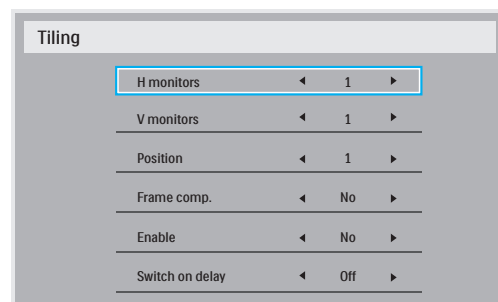 Tiling
H monitors 1
V monitors 1
Position 1
Frame comp. No
Enable No
Switch on delay Off